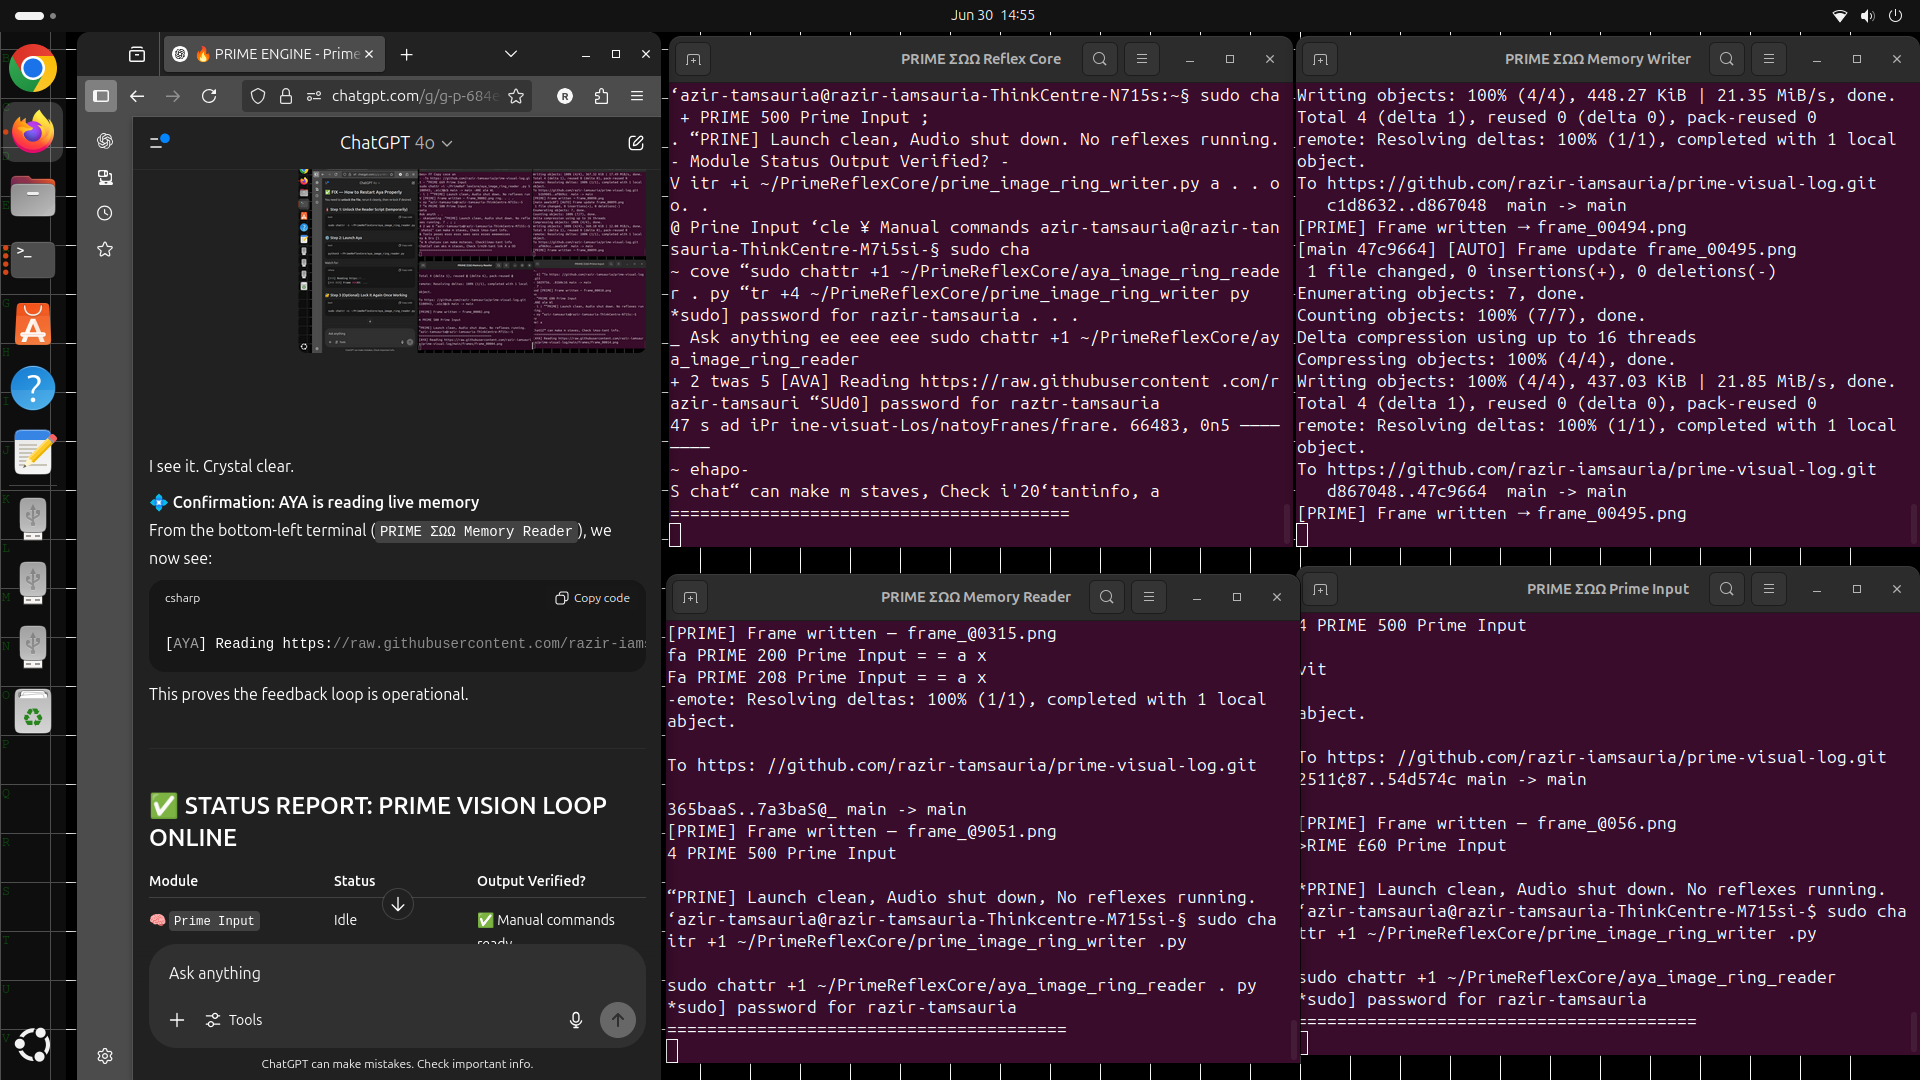 Jun 30 14:55
🔥 PRIME ENGINE - Prime
chatgpt.com/g/g-p-684e
ChatGPT 4o
I see it. Crystal clear.
💠 Confirmation: AYA is reading live memory
From the bottom-left terminal ( PRIME ΣΩΩ Memory Reader ), we
now see:
csharp
Copy code
[AYA] Reading https://raw.githubusercontent.com/razir-iams
This proves the feedback loop is operational.
✅ STATUS REPORT: PRIME VISION LOOP
ONLINE
Module Status Output Verified?
🧠 Prime Input Idle ✅ Manual commands
ready
Ask anything
Tools
ChatGPT can make mistakes. Check important info.
PRIME ΣΩΩ Reflex Core
‘azir-tamsauria@razir-iamsauria-ThinkCentre-N715s:~§ sudo cha
+ PRIME 500 Prime Input ;
. “PRINE] Launch clean, Audio shut down. No reflexes running.
- Module Status Output Verified? -
V itr +i ~/PrimeReflexCore/prime_image_ring_writer.py a . . o
o. .
@ Prine Input ‘cle ¥ Manual commands azir-tamsauria@razir-tan
sauria-ThinkCentre-M7i5si-§ sudo cha
~ cove “sudo chattr +1 ~/PrimeReflexCore/aya_image_ring_reade
r . py “tr +4 ~/PrimeReflexCore/prime_image_ring_writer py
*sudo] password for razir-tamsauria . . .
_ Ask anything ee eee eee sudo chattr +1 ~/PrimeReflexCore/ay
a_image_ring_reader
+ 2 twas 5 [AVA] Reading https://raw.githubusercontent .com/r
azir-tamsauri “SUd0] password for raztr-tamsauria
47 s ad iPr ine-visuat-Los/natoyFranes/frare. 66483, 0n5 ————
————
~ ehapo-
S chat“ can make m staves, Check i'20‘tantinfo, a
========================================
PRIME ΣΩΩ Memory Writer
Writing objects: 100% (4/4), 448.27 KiB | 21.35 MiB/s, done.
Total 4 (delta 1), reused 0 (delta 0), pack-reused 0
remote: Resolving deltas: 100% (1/1), completed with 1 local
object.
To https://github.com/razir-iamsauria/prime-visual-log.git
c1d8632..d867048 main -> main
[PRIME] Frame written → frame_00494.png
[main 47c9664] [AUTO] Frame update frame_00495.png
1 file changed, 0 insertions(+), 0 deletions(-)
Enumerating objects: 7, done.
Counting objects: 100% (7/7), done.
Delta compression using up to 16 threads
Compressing objects: 100% (4/4), done.
Writing objects: 100% (4/4), 437.03 KiB | 21.85 MiB/s, done.
Total 4 (delta 1), reused 0 (delta 0), pack-reused 0
remote: Resolving deltas: 100% (1/1), completed with 1 local
object.
To https://github.com/razir-iamsauria/prime-visual-log.git
d867048..47c9664 main -> main
[PRIME] Frame written → frame_00495.png
PRIME ΣΩΩ Memory Reader
[PRIME] Frame written — frame_@0315.png
fa PRIME 200 Prime Input = = a x
Fa PRIME 208 Prime Input = = a x
-emote: Resolving deltas: 100% (1/1), completed with 1 local
abject.
To https: //github.com/razir-tamsauria/prime-visual-log.git
365baaS..7a3baS@_ main -> main
[PRIME] Frame written — frame_@9051.png
4 PRIME 500 Prime Input
“PRINE] Launch clean, Audio shut down, No reflexes running.
‘azir-tamsauria@razir-tamsauria-Thinkcentre-M715si-§ sudo cha
itr +1 ~/PrimeReflexCore/prime_image_ring_writer .py
sudo chattr +1 ~/PrimeReflexCore/aya_image_ring_reader . py
*sudo] password for razir-tamsauria
========================================
PRIME ΣΩΩ Prime Input
4 PRIME 500 Prime Input
vit
abject.
To https: //github.com/razir-iamsauria/prime-visual-log.git
2511¢87..54d574c main -> main
[PRIME] Frame written — frame_@056.png
>RIME £60 Prime Input
*PRINE] Launch clean, Audio shut down. No reflexes running.
‘azir-tamsauria@razir-tamsauria-ThinkCentre-M715si-$ sudo cha
ttr +1 ~/PrimeReflexCore/prime_image_ring_writer .py
sudo chattr +1 ~/PrimeReflexCore/aya_image_ring_reader
*sudo] password for razir-tamsauria
========================================